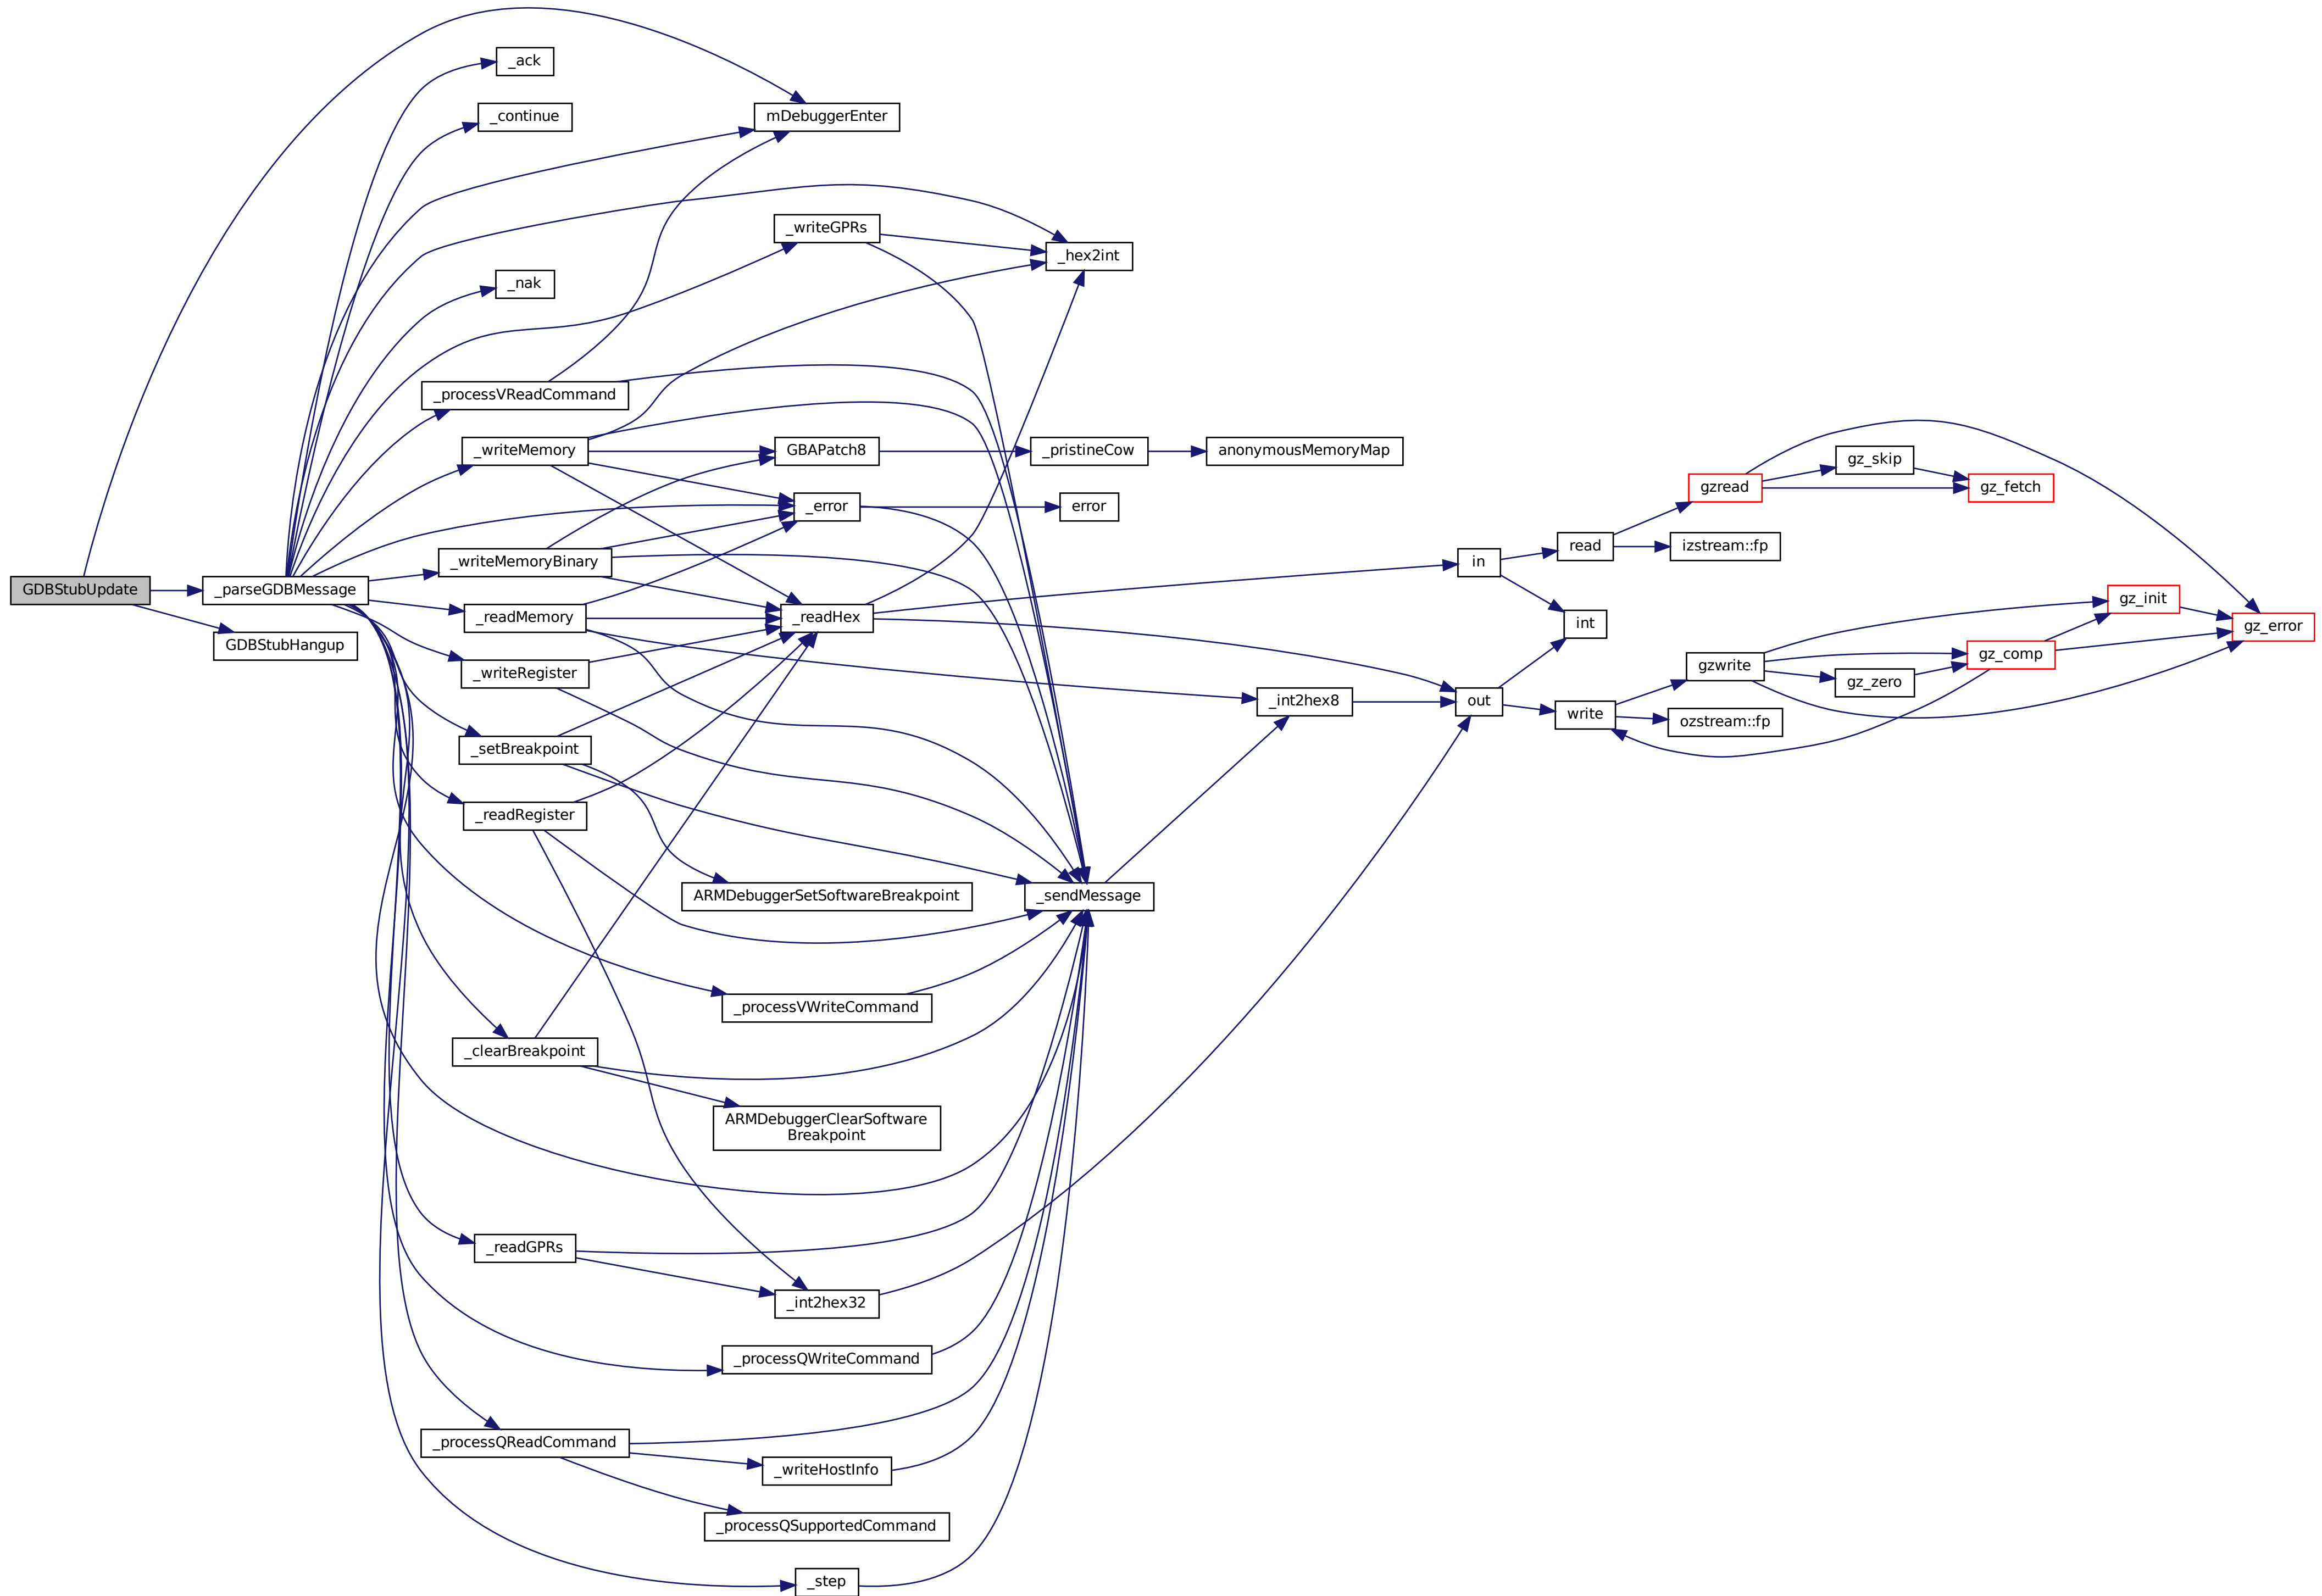 _ack
_continue
mDebuggerEnter
_writeGPRs
_hex2int
_nak
_processVReadCommand
_writeMemory
GBAPatch8
_pristineCow
anonymousMemoryMap
gz_skip
gzread
gz_fetch
_error
error
read
izstream::fp
_writeMemoryBinary
in
GDBStubUpdate
_parseGDBMessage
_readMemory
_readHex
int
gz_init
gz_error
GDBStubHangup
_writeRegister
gzwrite
gz_comp
gz_zero
_int2hex8
out
write
ozstream::fp
_setBreakpoint
_readRegister
ARMDebuggerSetSoftwareBreakpoint
_sendMessage
_processVWriteCommand
_clearBreakpoint
ARMDebuggerClearSoftware
Breakpoint
_readGPRs
_int2hex32
_processQWriteCommand
_processQReadCommand
_writeHostInfo
_processQSupportedCommand
_step